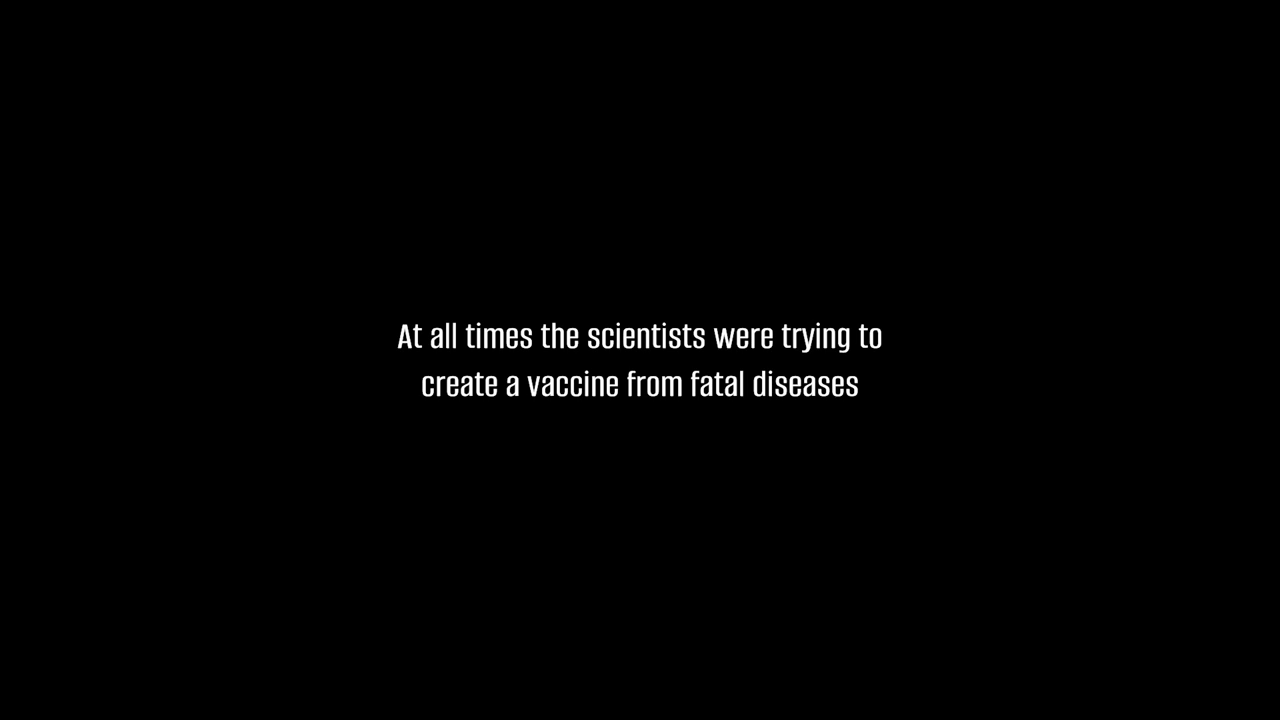 At all times the scientists were trying to
create a vaccine from fatal diseases